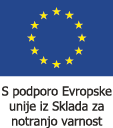 S podporo Evropske
unije iz Sklada za
notranjo varnost